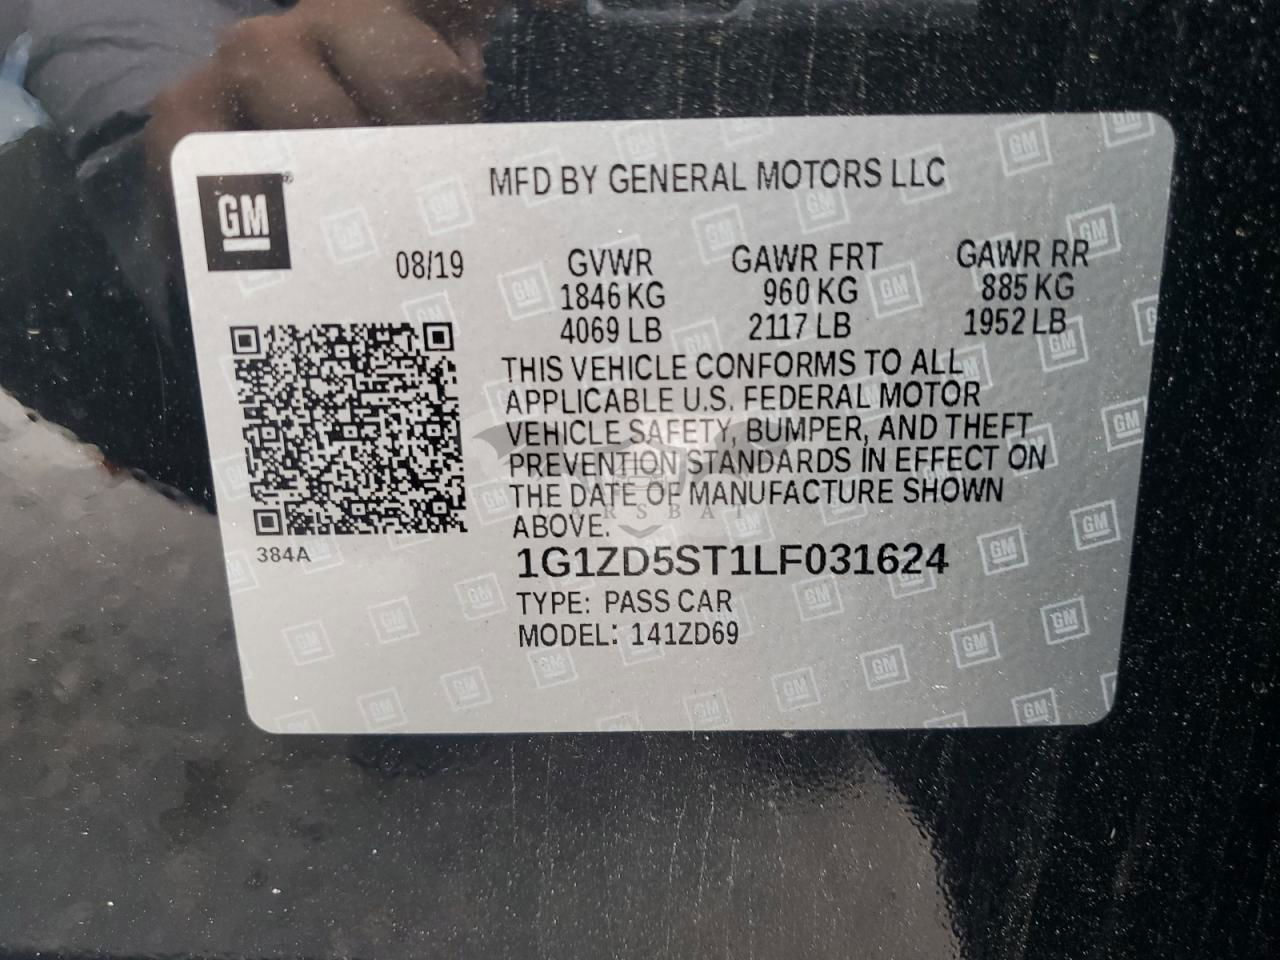 MFD BY GENERAL MOTORS LLC
GM®
08/19
GVWR GAWR FRT GAWR RR
1846 KG 960 KG 885 KG
4069 LB 2117 LB 1952 LB
THIS VEHICLE CONFORMS TO ALL
APPLICABLE U.S. FEDERAL MOTOR
VEHICLE SAFETY, BUMPER, AND THEFT
PREVENTION STANDARDS IN EFFECT ON
THE DATE OF MANUFACTURE SHOWN
ABOVE.
384A
1G1ZD5ST1LF031624
TYPE: PASS CAR
MODEL: 141ZD69